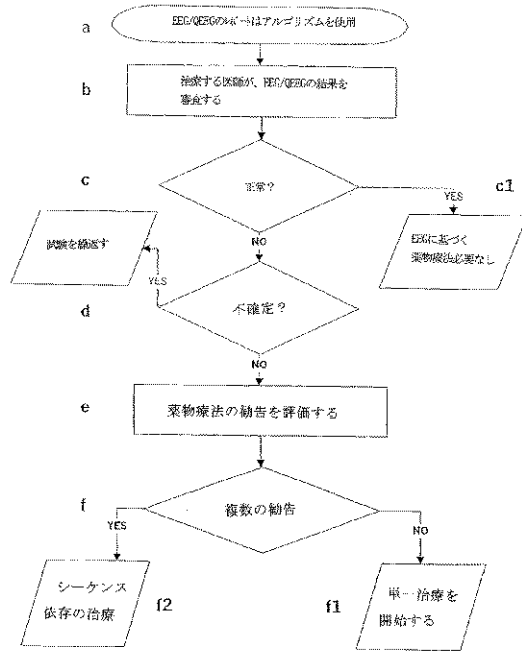 a
EEG/QEEGのレポートはアルゴリズムを使用
b
治療する医師が、EEG/QEEGの結果を
審査する
c
正常?
c1
YES
NO
試験を繰返す
YES
EEGに基づく
薬物療法必要なし
d
不確定?
NO
e
薬物療法の勧告を評価する
f
複数の勧告
YES
NO
シーケンス
依存の治療
f2
f1
単一治療を
開始する